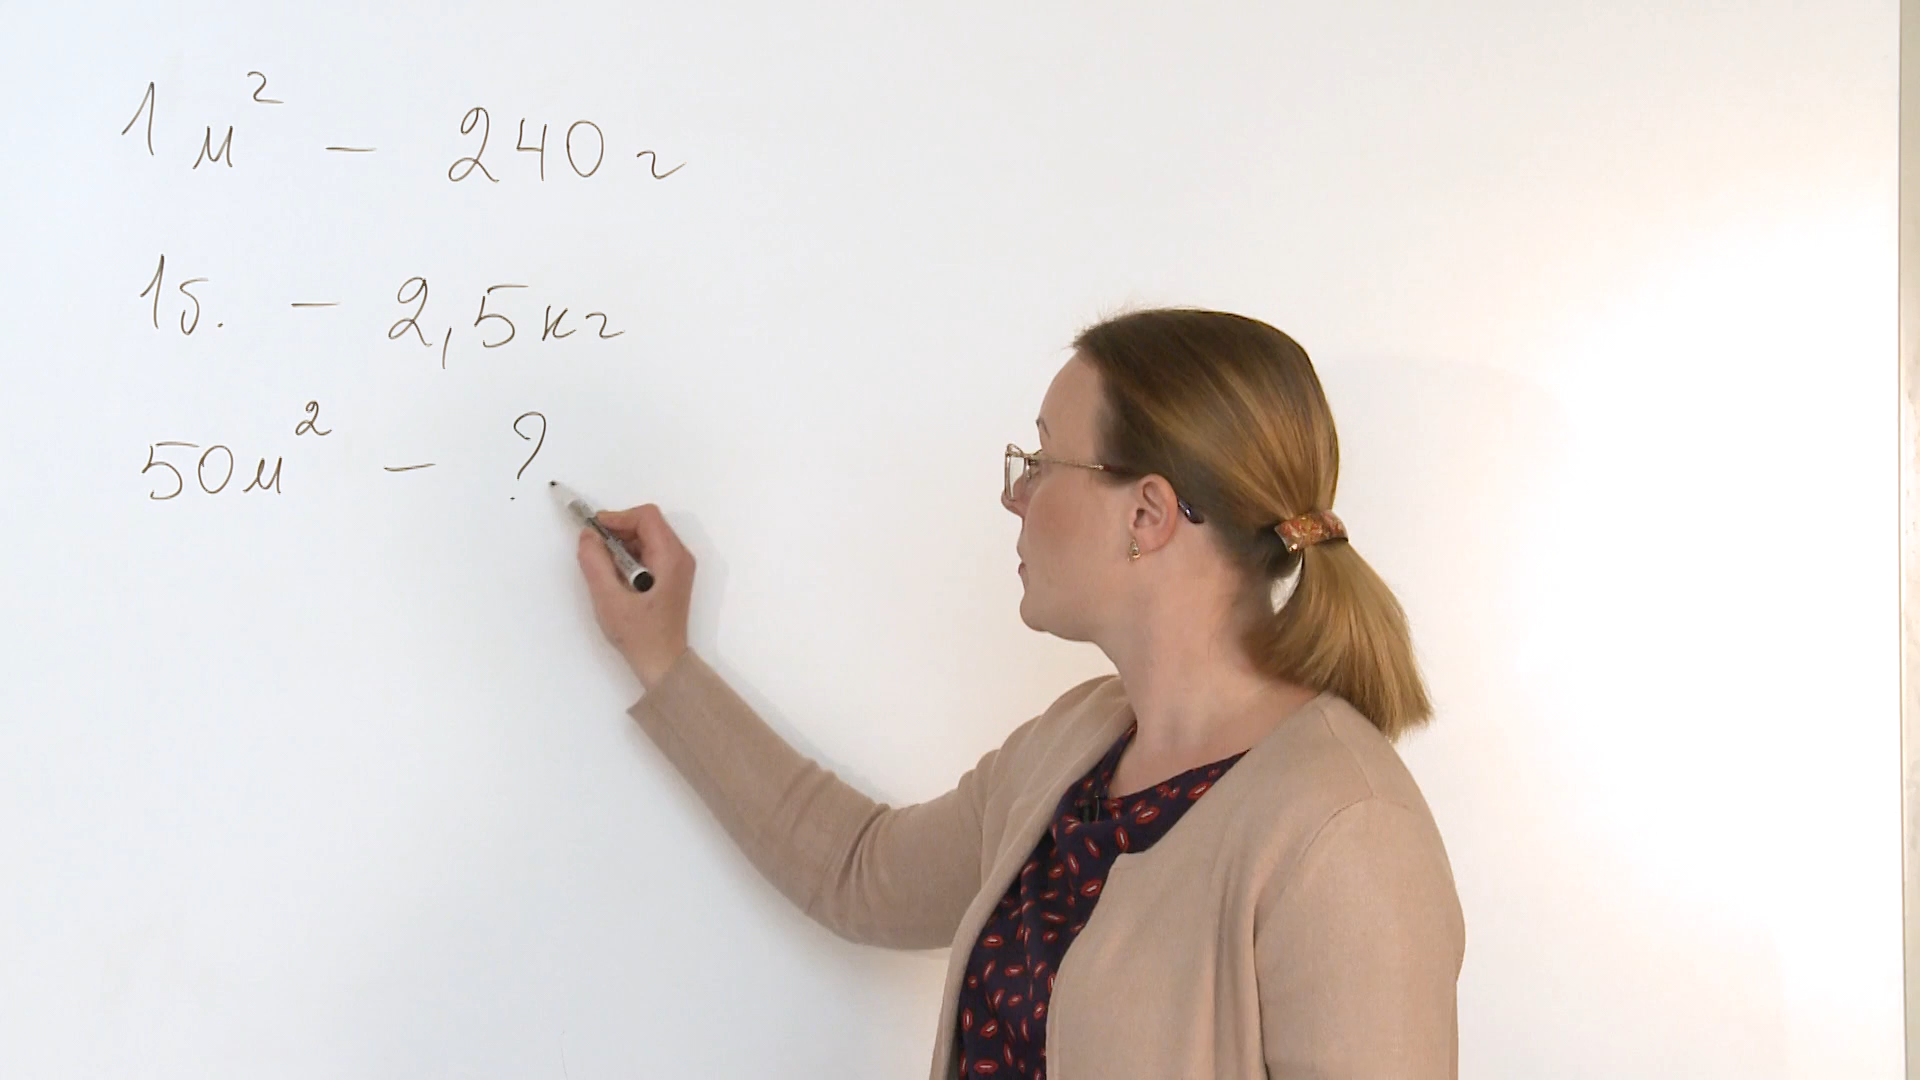 1 м² – 240 г
1б. – 2,5 кг
50 м² – ?